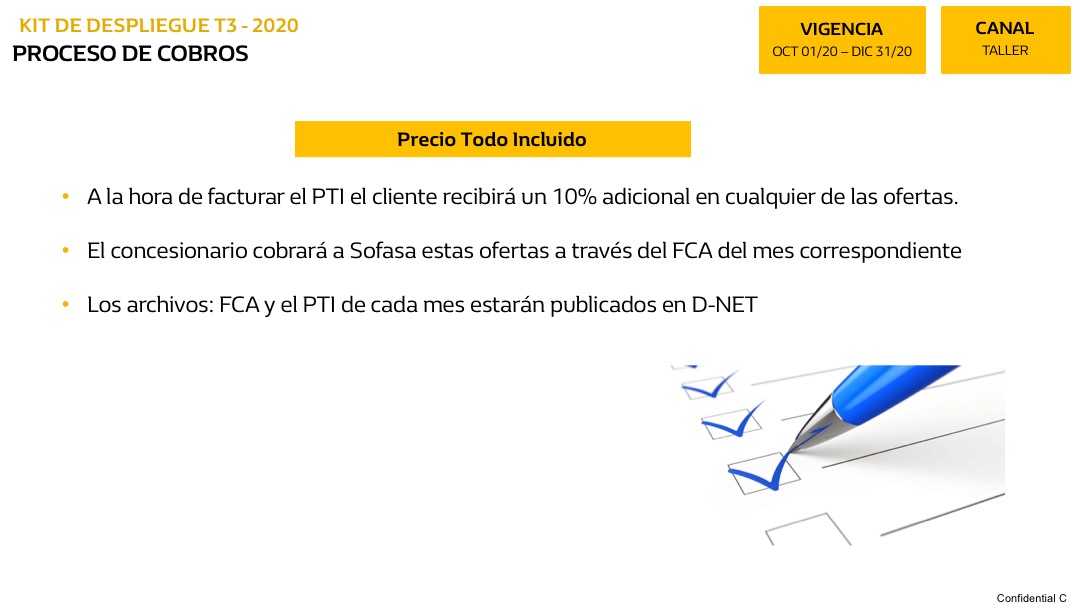 KIT DE DESPLIEGUE T3 - 2020
PROCESO DE COBROS
VIGENCIA
OCT 01/20 – DIC 31/20
CANAL
TALLER
Precio Todo Incluido
• A la hora de facturar el PTI el cliente recibirá un 10% adicional en cualquier de las ofertas.
• El concesionario cobrará a Sofasa estas ofertas a través del FCA del mes correspondiente
• Los archivos: FCA y el PTI de cada mes estarán publicados en D-NET
Confidential C